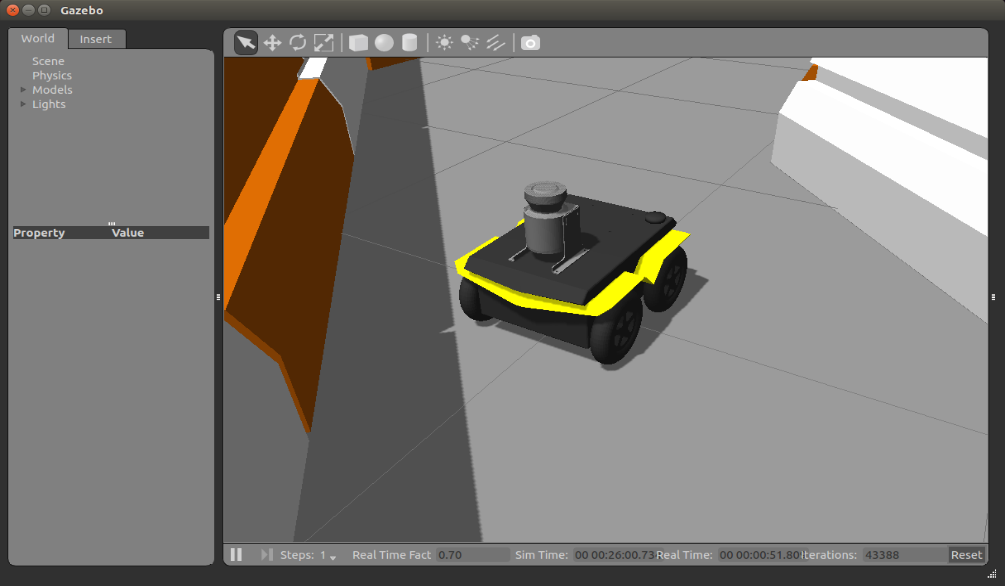 Gazebo
World
Insert
Scene
Physics
Models
Lights
Property Value
Steps: 1 Real Time Fact 0.70 Sim Time: 00 00:26:00.73 Real Time: 00 00:00:51.80 Iterations: 43388 Reset